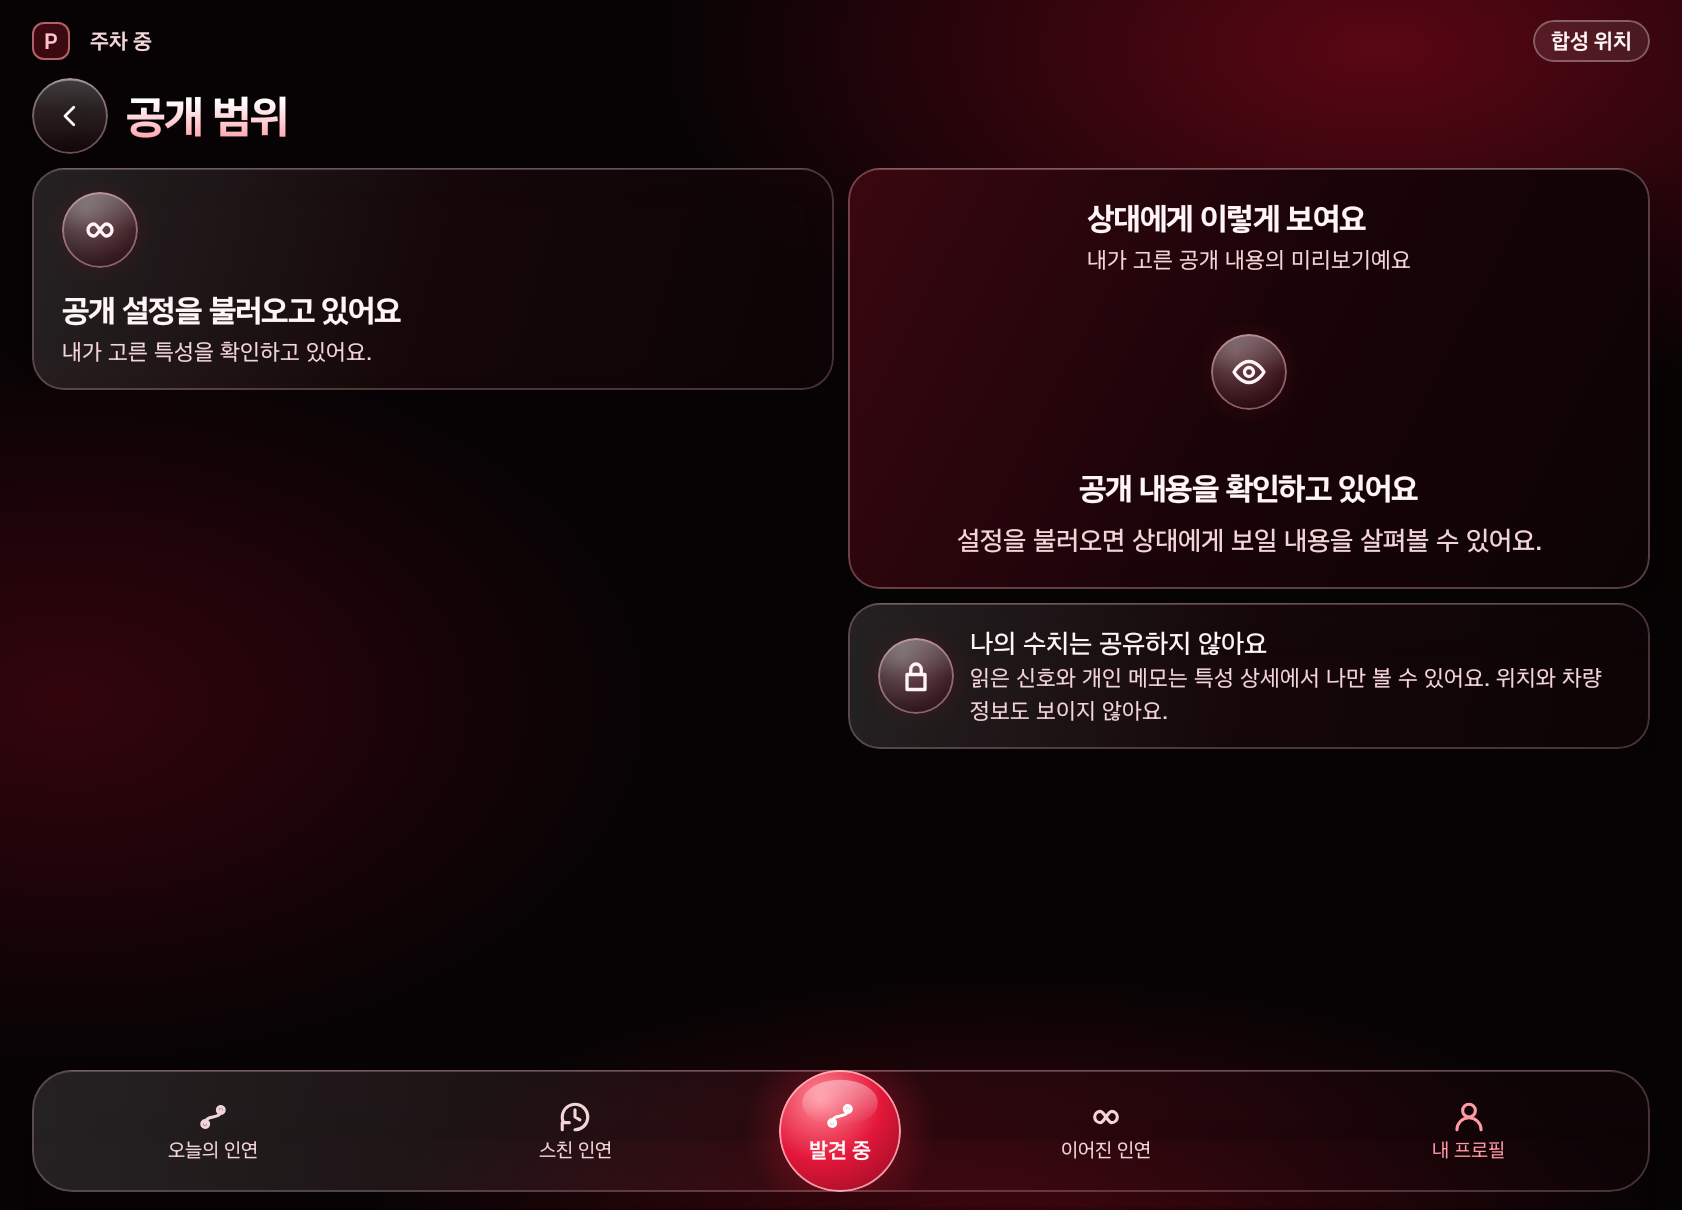 P 주차 중
합성 위치
공개 범위
공개 설정을 불러오고 있어요
내가 고른 특성을 확인하고 있어요.
상대에게 이렇게 보여요
내가 고른 공개 내용의 미리보기예요
공개 내용을 확인하고 있어요
설정을 불러오면 상대에게 보일 내용을 살펴볼 수 있어요.
나의 수치는 공유하지 않아요
읽은 신호와 개인 메모는 특성 상세에서 나만 볼 수 있어요. 위치와 차량
정보도 보이지 않아요.
오늘의 인연
스친 인연
발견 중
이어진 인연
내 프로필